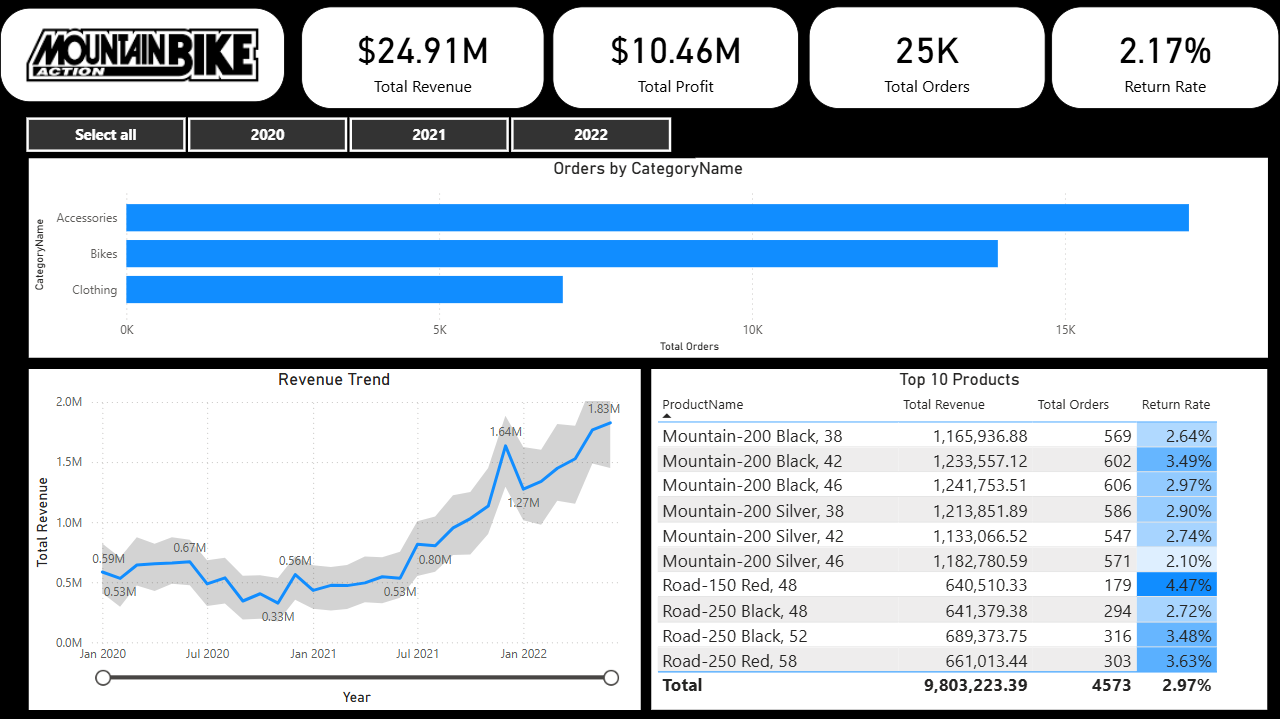 MOUNTAIN BIKE
ACTION
$24.91M
Total Revenue
$10.46M
Total Profit
25K
Total Orders
2.17%
Return Rate
Select all
2020
2021
2022
Orders by CategoryName
CategoryName
Accessories
Bikes
Clothing
0K
5K
10K
15K
Total Orders
Revenue Trend
Total Revenue
2.0M
1.5M
1.0M
0.5M
0.0M
0.59M
0.53M
0.67M
0.33M
0.56M
0.53M
0.80M
1.64M
1.27M
1.83M
Jan 2020
Jul 2020
Jan 2021
Jul 2021
Jan 2022
Year
Top 10 Products
ProductName Total Revenue Total Orders Return Rate
Mountain-200 Black, 38 1,165,936.88 569 2.64%
Mountain-200 Black, 42 1,233,557.12 602 3.49%
Mountain-200 Black, 46 1,241,753.51 606 2.97%
Mountain-200 Silver, 38 1,213,851.89 586 2.90%
Mountain-200 Silver, 42 1,133,066.52 547 2.74%
Mountain-200 Silver, 46 1,182,780.59 571 2.10%
Road-150 Red, 48 640,510.33 179 4.47%
Road-250 Black, 48 641,379.38 294 2.72%
Road-250 Black, 52 689,373.75 316 3.48%
Road-250 Red, 58 661,013.44 303 3.63%
Total 9,803,223.39 4573 2.97%